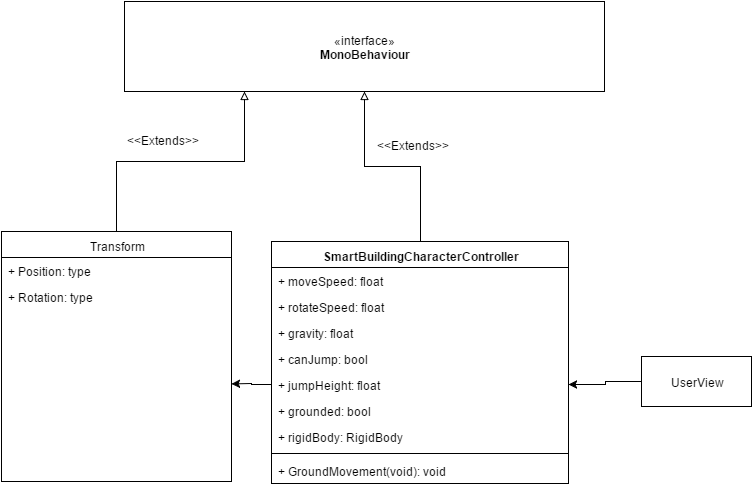 «interface»
MonoBehaviour
<<Extends>>
<<Extends>>
Transform
+ Position: type
+ Rotation: type
SmartBuildingCharacterController
+ moveSpeed: float
+ rotateSpeed: float
+ gravity: float
+ canJump: bool
+ jumpHeight: float
+ grounded: bool
+ rigidBody: RigidBody
+ GroundMovement(void): void
UserView